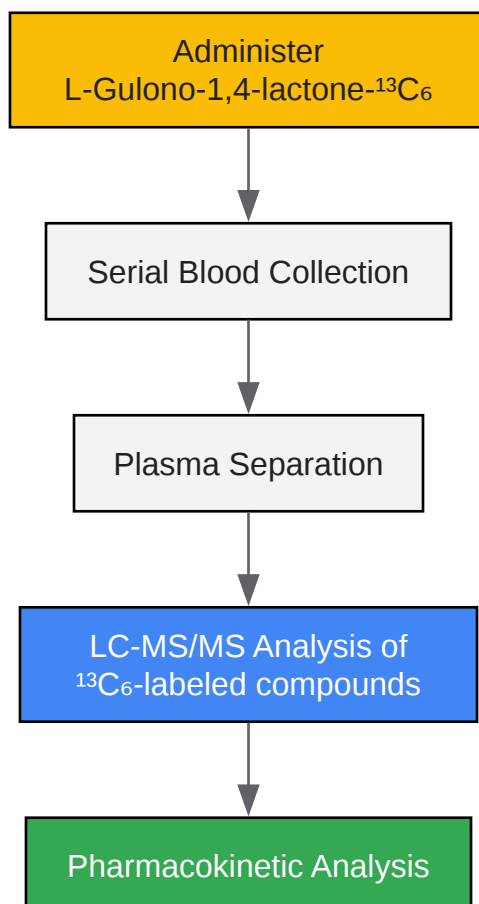 Administer
L-Gulono-1,4-lactone-¹³C₆
Serial Blood Collection
Plasma Separation
LC-MS/MS Analysis of
¹³C₆-labeled compounds
Pharmacokinetic Analysis